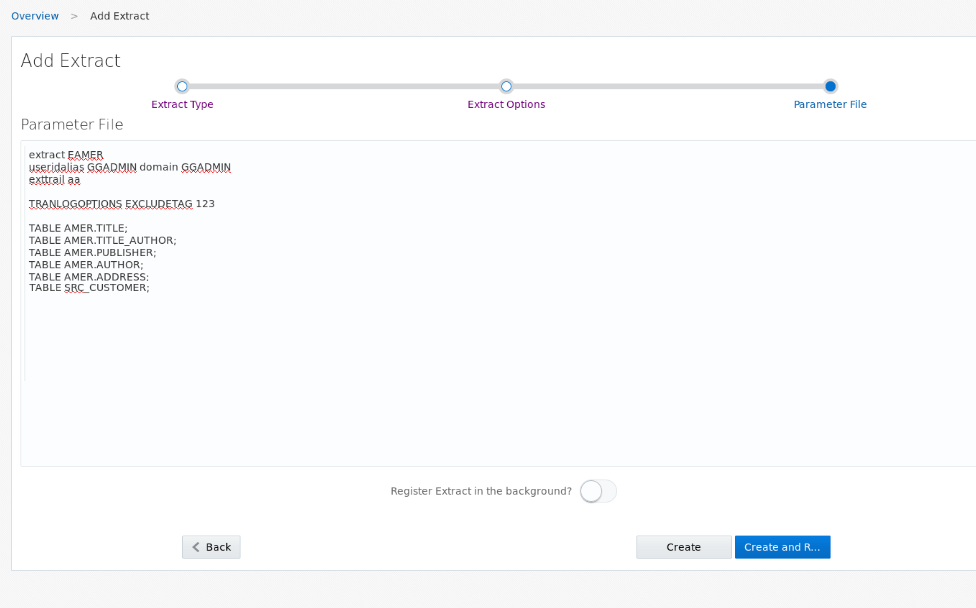 Overview > Add Extract
Add Extract
Extract Type
Extract Options
Parameter File
Parameter File
extract EAMER
useridalias GGADMIN domain GGADMIN
exttrail aa
TRANLOGOPTIONS EXCLUDETAG 123
TABLE AMER.TITLE;
TABLE AMER.TITLE_AUTHOR;
TABLE AMER.PUBLISHER;
TABLE AMER.AUTHOR;
TABLE AMER.ADDRESS;
TABLE SRC_CUSTOMER;
Register Extract in the background?
Back
Create
Create and R...